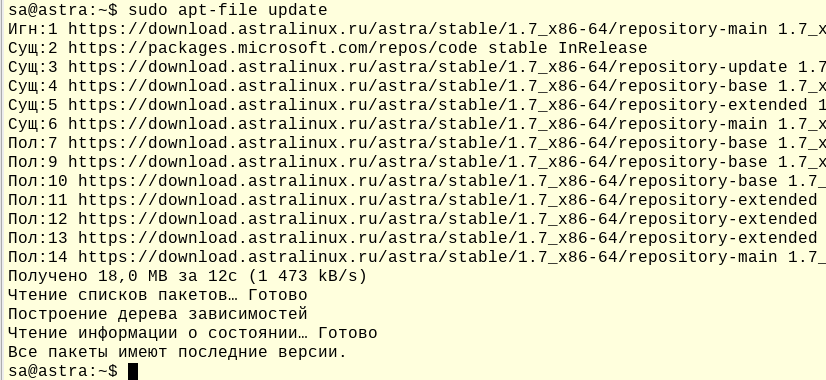 sa@astra:~$ sudo apt-file update
Игн:1 https://download.astralinux.ru/astra/stable/1.7_x86-64/repository-main 1.7_x
Сущ:2 https://packages.microsoft.com/repos/code stable InRelease
Сущ:3 https://download.astralinux.ru/astra/stable/1.7_x86-64/repository-update 1.7
Сущ:4 https://download.astralinux.ru/astra/stable/1.7_x86-64/repository-base 1.7_x
Сущ:5 https://download.astralinux.ru/astra/stable/1.7_x86-64/repository-extended 1
Сущ:6 https://download.astralinux.ru/astra/stable/1.7_x86-64/repository-main 1.7_x
Пол:7 https://download.astralinux.ru/astra/stable/1.7_x86-64/repository-base 1.7_x
Пол:9 https://download.astralinux.ru/astra/stable/1.7_x86-64/repository-base 1.7_x
Пол:10 https://download.astralinux.ru/astra/stable/1.7_x86-64/repository-base 1.7_
Пол:11 https://download.astralinux.ru/astra/stable/1.7_x86-64/repository-extended
Пол:12 https://download.astralinux.ru/astra/stable/1.7_x86-64/repository-extended
Пол:13 https://download.astralinux.ru/astra/stable/1.7_x86-64/repository-extended
Пол:14 https://download.astralinux.ru/astra/stable/1.7_x86-64/repository-main 1.7_
Получено 18,0 MB за 12с (1 473 kB/s)
Чтение списков пакетов… Готово
Построение дерева зависимостей
Чтение информации о состоянии… Готово
Все пакеты имеют последние версии.
sa@astra:~$